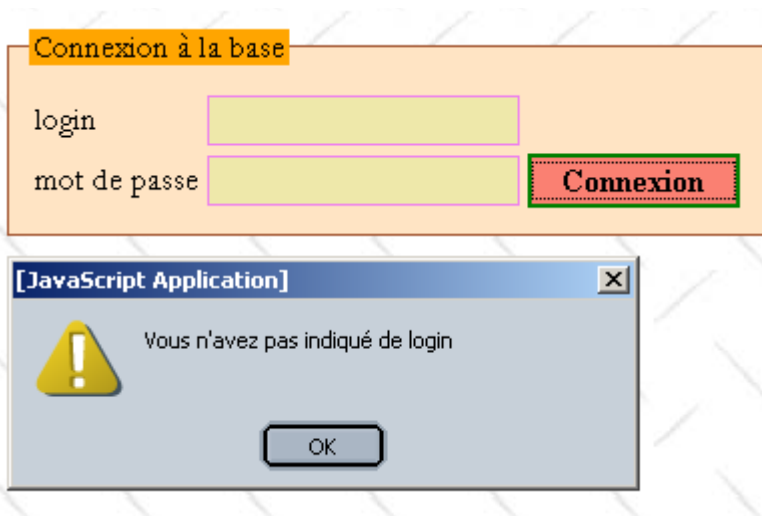 Connexion à la base
login
mot de passe Connexion
[JavaScript Application]
Vous n'avez pas indiqué de login
OK